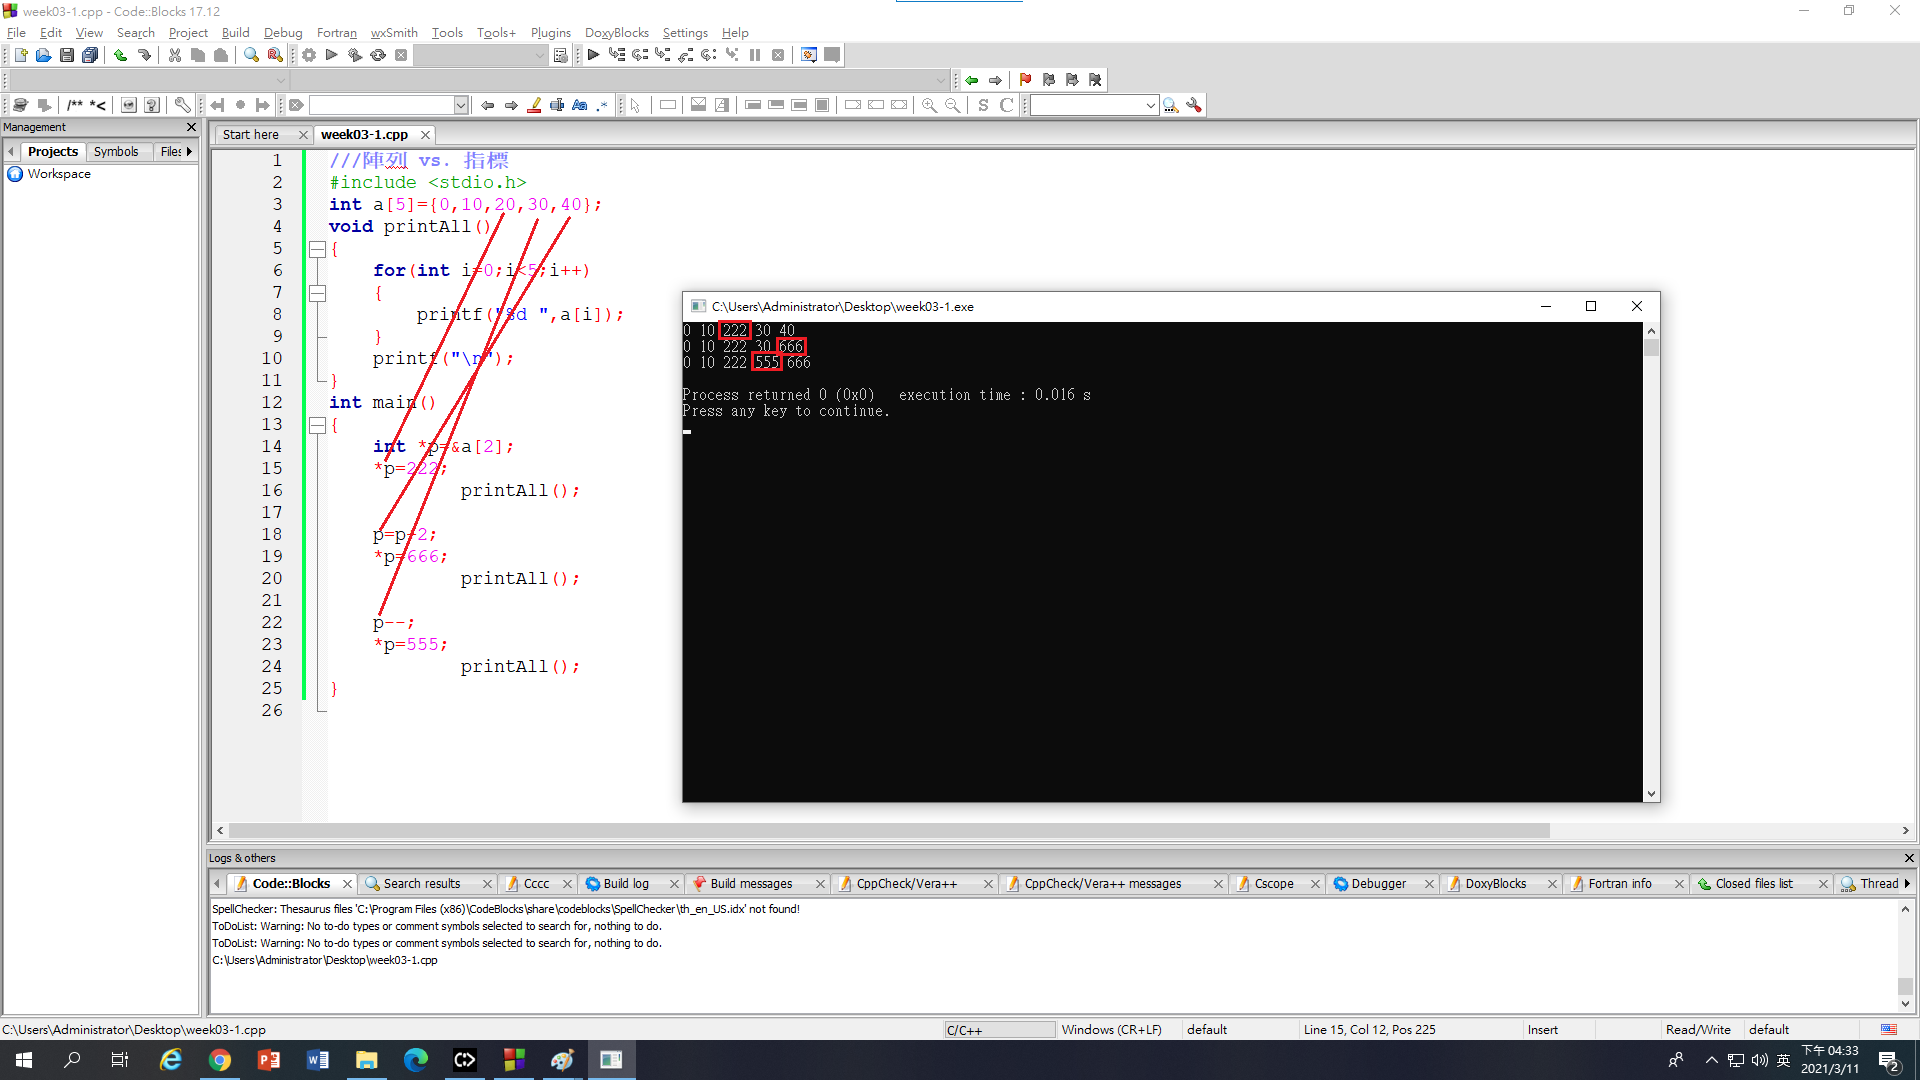 week03-1.cpp - Code::Blocks 17.12
File Edit View Search Project Build Debug Fortran wxSmith Tools Tools+ Plugins DoxyBlocks Settings Help
/** *<
S C
Management
Projects Symbols Files
Workspace
Start here week03-1.cpp
1 ///陣列 vs. 指標
2 #include <stdio.h>
3 int a[5]={0,10,20,30,40};
4 void printAll()
5 {
6 for(int i=0;i<5;i++)
7 {
8 printf("%d ",a[i]);
9 }
10 printf("\n");
11 }
12 int main()
13 {
14 int *p=&a[2];
15 *p=222;
16 printAll();
17
18 p=p+2;
19 *p=666;
20 printAll();
21
22 p--;
23 *p=555;
24 printAll();
25 }
26
C:\Users\Administrator\Desktop\week03-1.exe
0 10 222 30 40
0 10 222 30 666
0 10 222 555 666
Process returned 0 (0x0)   execution time : 0.016 s
Press any key to continue.
Logs & others
Code::Blocks Search results Cccc Build log Build messages CppCheck/Vera++ CppCheck/Vera++ messages Cscope Debugger DoxyBlocks Fortran info Closed files list Thread
SpellChecker: Thesaurus files 'C:\Program Files (x86)\CodeBlocks\share\codeblocks\SpellChecker\th_en_US.idx' not found!
ToDoList: Warning: No to-do types or comment symbols selected to search for, nothing to do.
ToDoList: Warning: No to-do types or comment symbols selected to search for, nothing to do.
C:\Users\Administrator\Desktop\week03-1.cpp
C:\Users\Administrator\Desktop\week03-1.cpp C/C++ Windows (CR+LF) default Line 15, Col 12, Pos 225 Insert Read/Write default
英 下午 04:33
2021/3/11 2